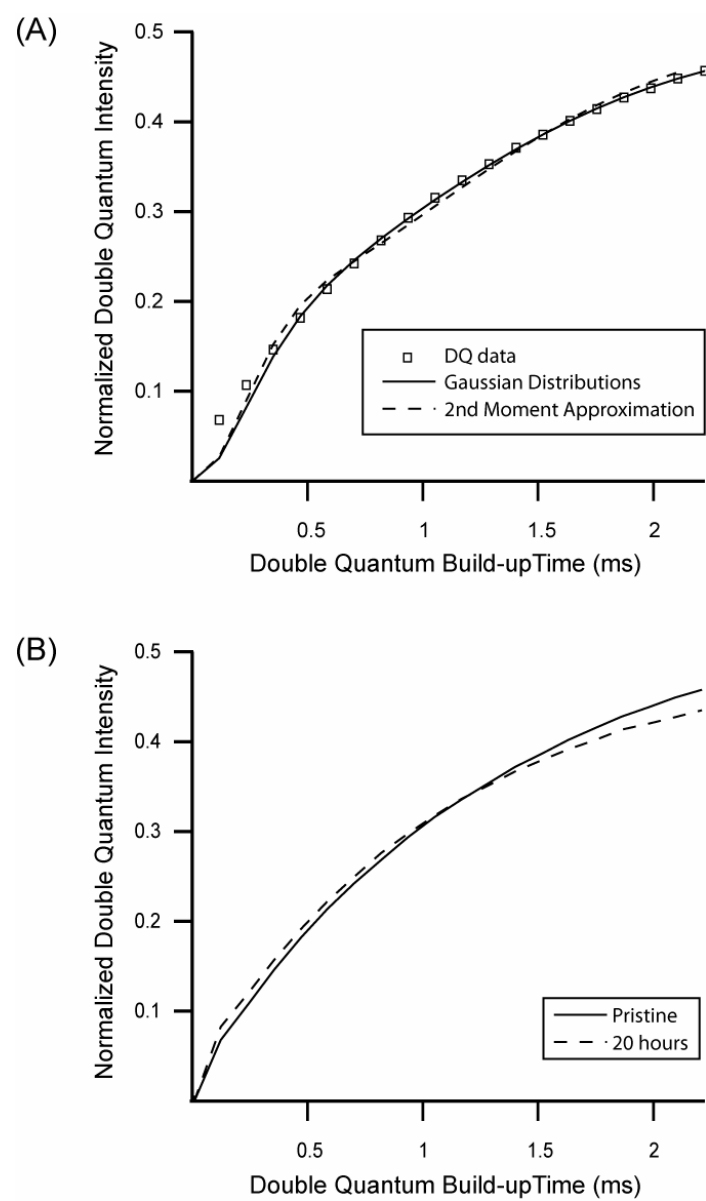 (A)
Normalized Double Quantum Intensity
0.5
0.4
0.3
0.2
0.1
DQ data
Gaussian Distributions
2nd Moment Approximation
0.5
1
1.5
2
Double Quantum Build-upTime (ms)
(B)
Normalized Double Quantum Intensity
0.5
0.4
0.3
0.2
0.1
Pristine
20 hours
0.5
1
1.5
2
Double Quantum Build-upTime (ms)